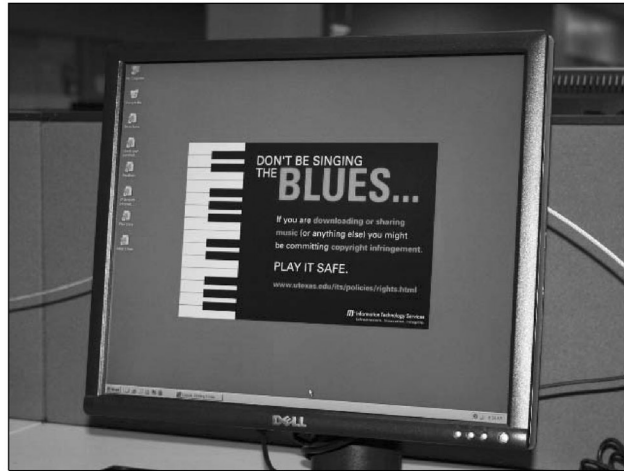 DON'T BE SINGING
THE BLUES...
If you are downloading or sharing
music (or anything else) you might
be committing copyright infringement.
PLAY IT SAFE.
www.utexas.edu/its/policies/rights.html
Information Technology Services
DELL